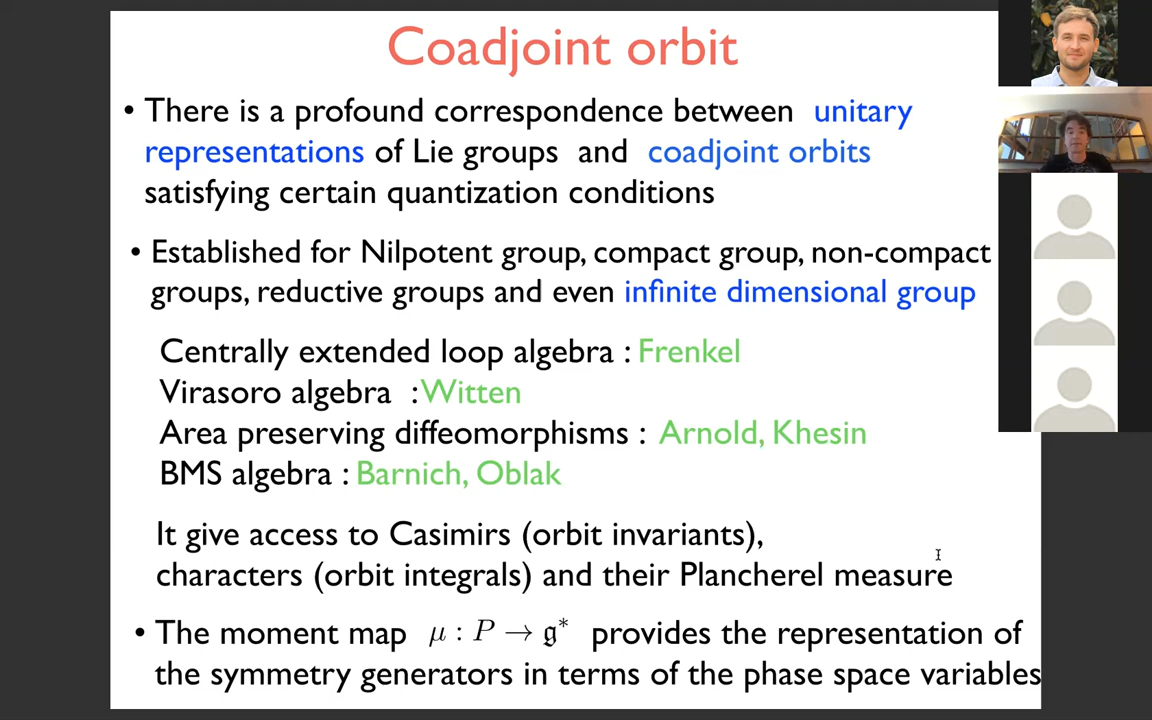 Coadjoint orbit
• There is a profound correspondence between unitary
representations of Lie groups and coadjoint orbits
satisfying certain quantization conditions
• Established for Nilpotent group, compact group, non-compact
groups, reductive groups and even infinite dimensional group
Centrally extended loop algebra : Frenkel
Virasoro algebra : Witten
Area preserving diffeomorphisms : Arnold, Khesin
BMS algebra : Barnich, Oblak
It give access to Casimirs (orbit invariants),
characters (orbit integrals) and their Plancherel measure
• The moment map μ : P → 𝔤* provides the representation of
the symmetry generators in terms of the phase space variables